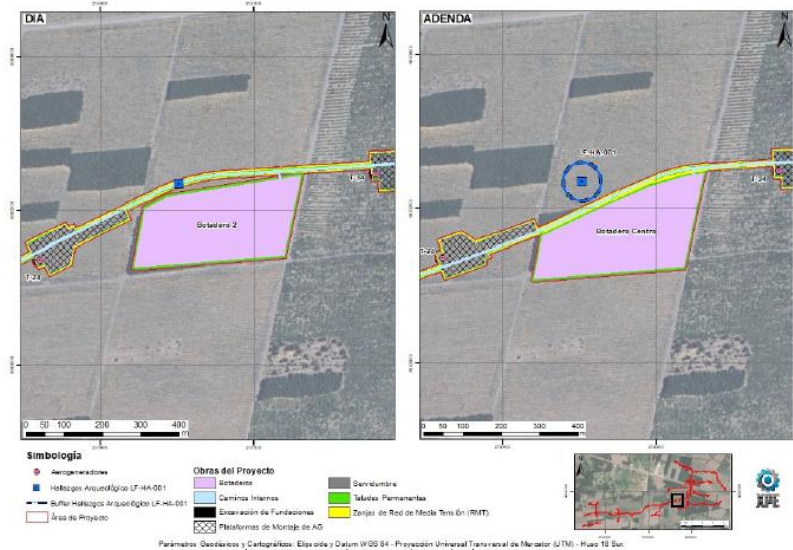 DIA
N
T-34
Botadero 2
T-24
0 50 100 200 300 400
m
ADENDA
N
LF-HA-001
T-34
Botadero Centro
0 50 100 200 300 400
m
Simbología
Aerogeneradores
Hallazgos Arqueológico LF-HA-001
Buffer Hallazgos Arqueológico LF-HA-001
Área de Proyecto
Obras del Proyecto
Botaderos
Caminos Internos
Excavación de Fundaciones
Plataformas de Montaje de AG
Servidumbre
Taludes Permanentes
Zanjas de Red de Media Tensión (RMT)
Parámetros Geodésicos y Cartográficos: Elipsoide y Datum WGS 84 - Proyección Universal Transversal de Mercator (UTM) - Huso 18 Sur.